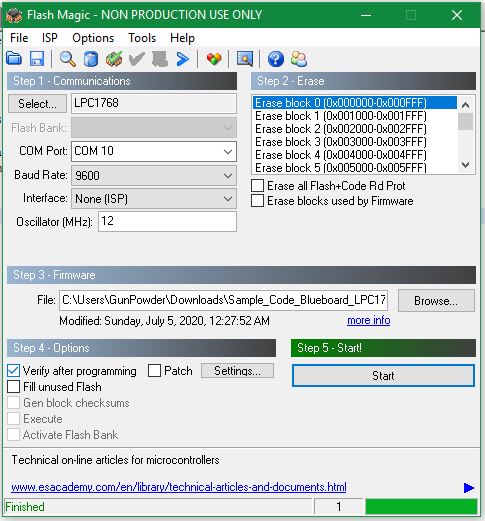 Flash Magic - NON PRODUCTION USE ONLY
File ISP Options Tools Help
Step 1 - Communications
Select... LPC1768
Flash Bank:
COM Port: COM 10
Baud Rate: 9600
Interface: None (ISP)
Oscillator (MHz): 12
Step 2 - Erase
Erase block 0 (0x000000-0x000FFF)
Erase block 1 (0x001000-0x001FFF)
Erase block 2 (0x002000-0x002FFF)
Erase block 3 (0x003000-0x003FFF)
Erase block 4 (0x004000-0x004FFF)
Erase block 5 (0x005000-0x005FFF)
Erase all Flash+Code Rd Prot
Erase blocks used by Firmware
Step 3 - Firmware
File: C:\Users\GunPowder\Downloads\Sample_Code_Blueboard_LPC17 Browse...
Modified: Sunday, July 5, 2020, 12:27:52 AM more info
Step 4 - Options
Verify after programming Patch Settings...
Fill unused Flash
Gen block checksums
Execute
Activate Flash Bank
Step 5 - Start!
Start
Technical on-line articles for microcontrollers
www.esacademy.com/en/library/technical-articles-and-documents.html
Finished 1